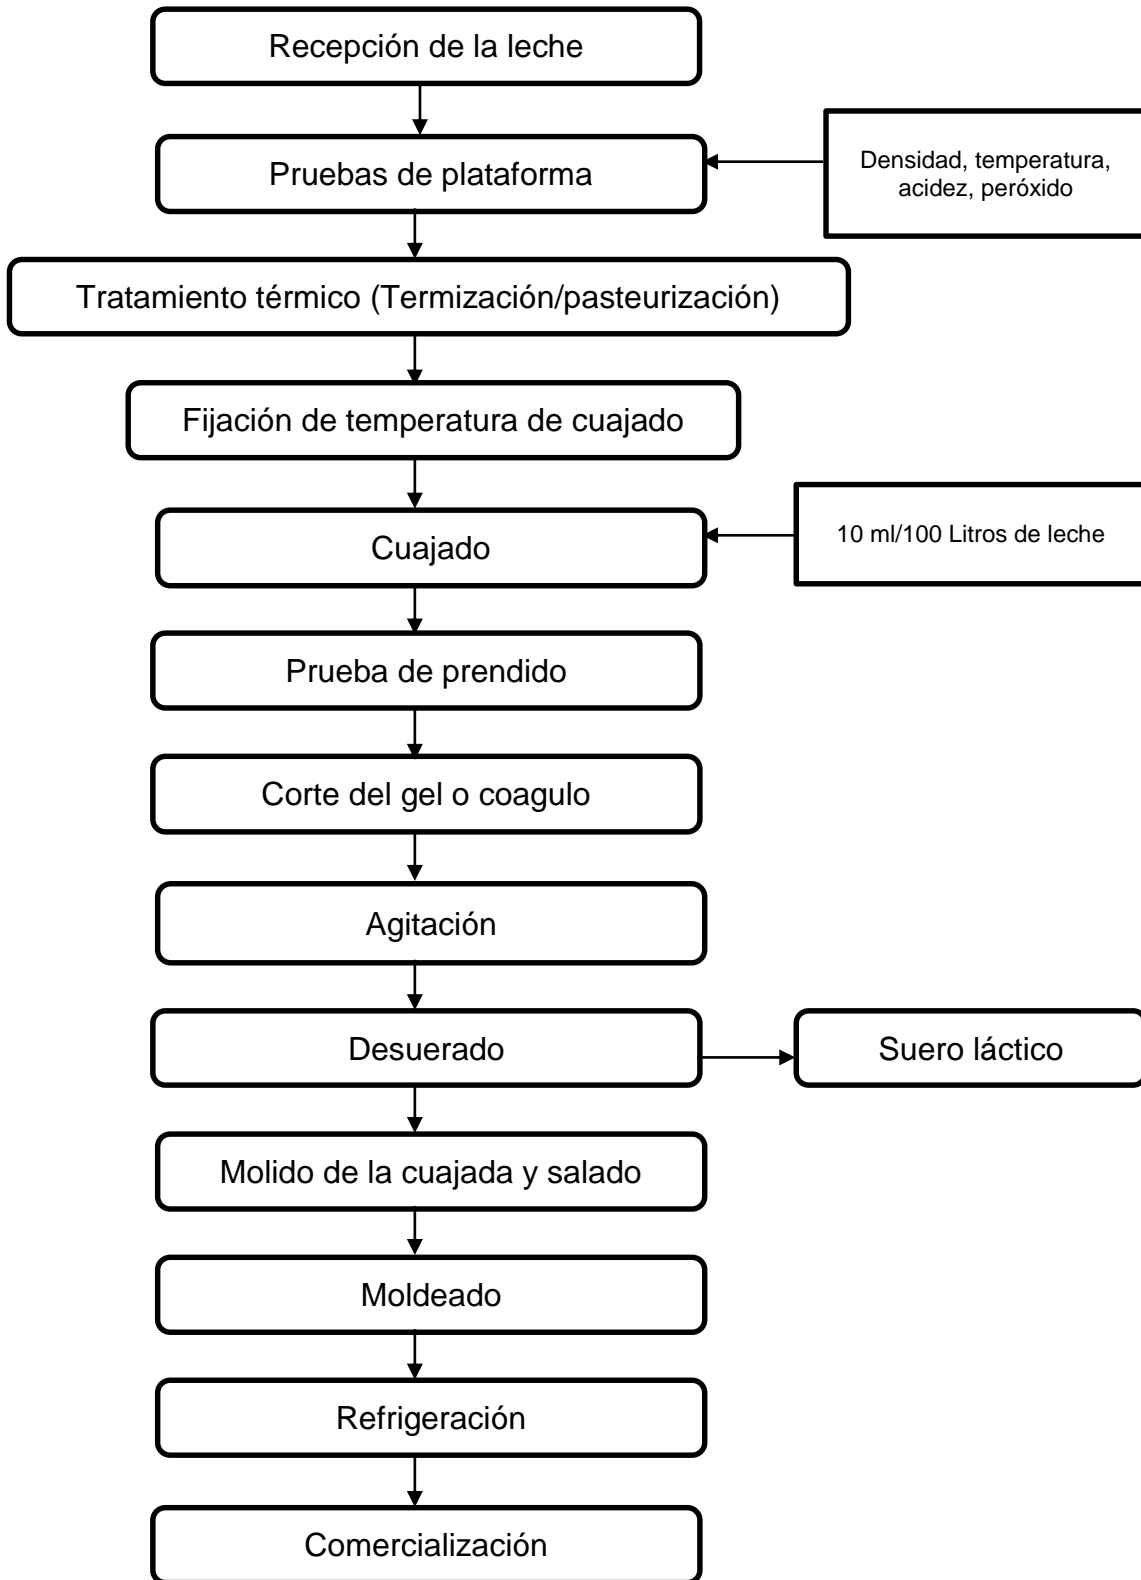 Recepción de la leche
Pruebas de plataforma
Densidad, temperatura,
acidez, peróxido
Tratamiento térmico (Termización/pasteurización)
Fijación de temperatura de cuajado
Cuajado
10 ml/100 Litros de leche
Prueba de prendido
Corte del gel o coagulo
Agitación
Desuerado
Suero láctico
Molido de la cuajada y salado
Moldeado
Refrigeración
Comercialización